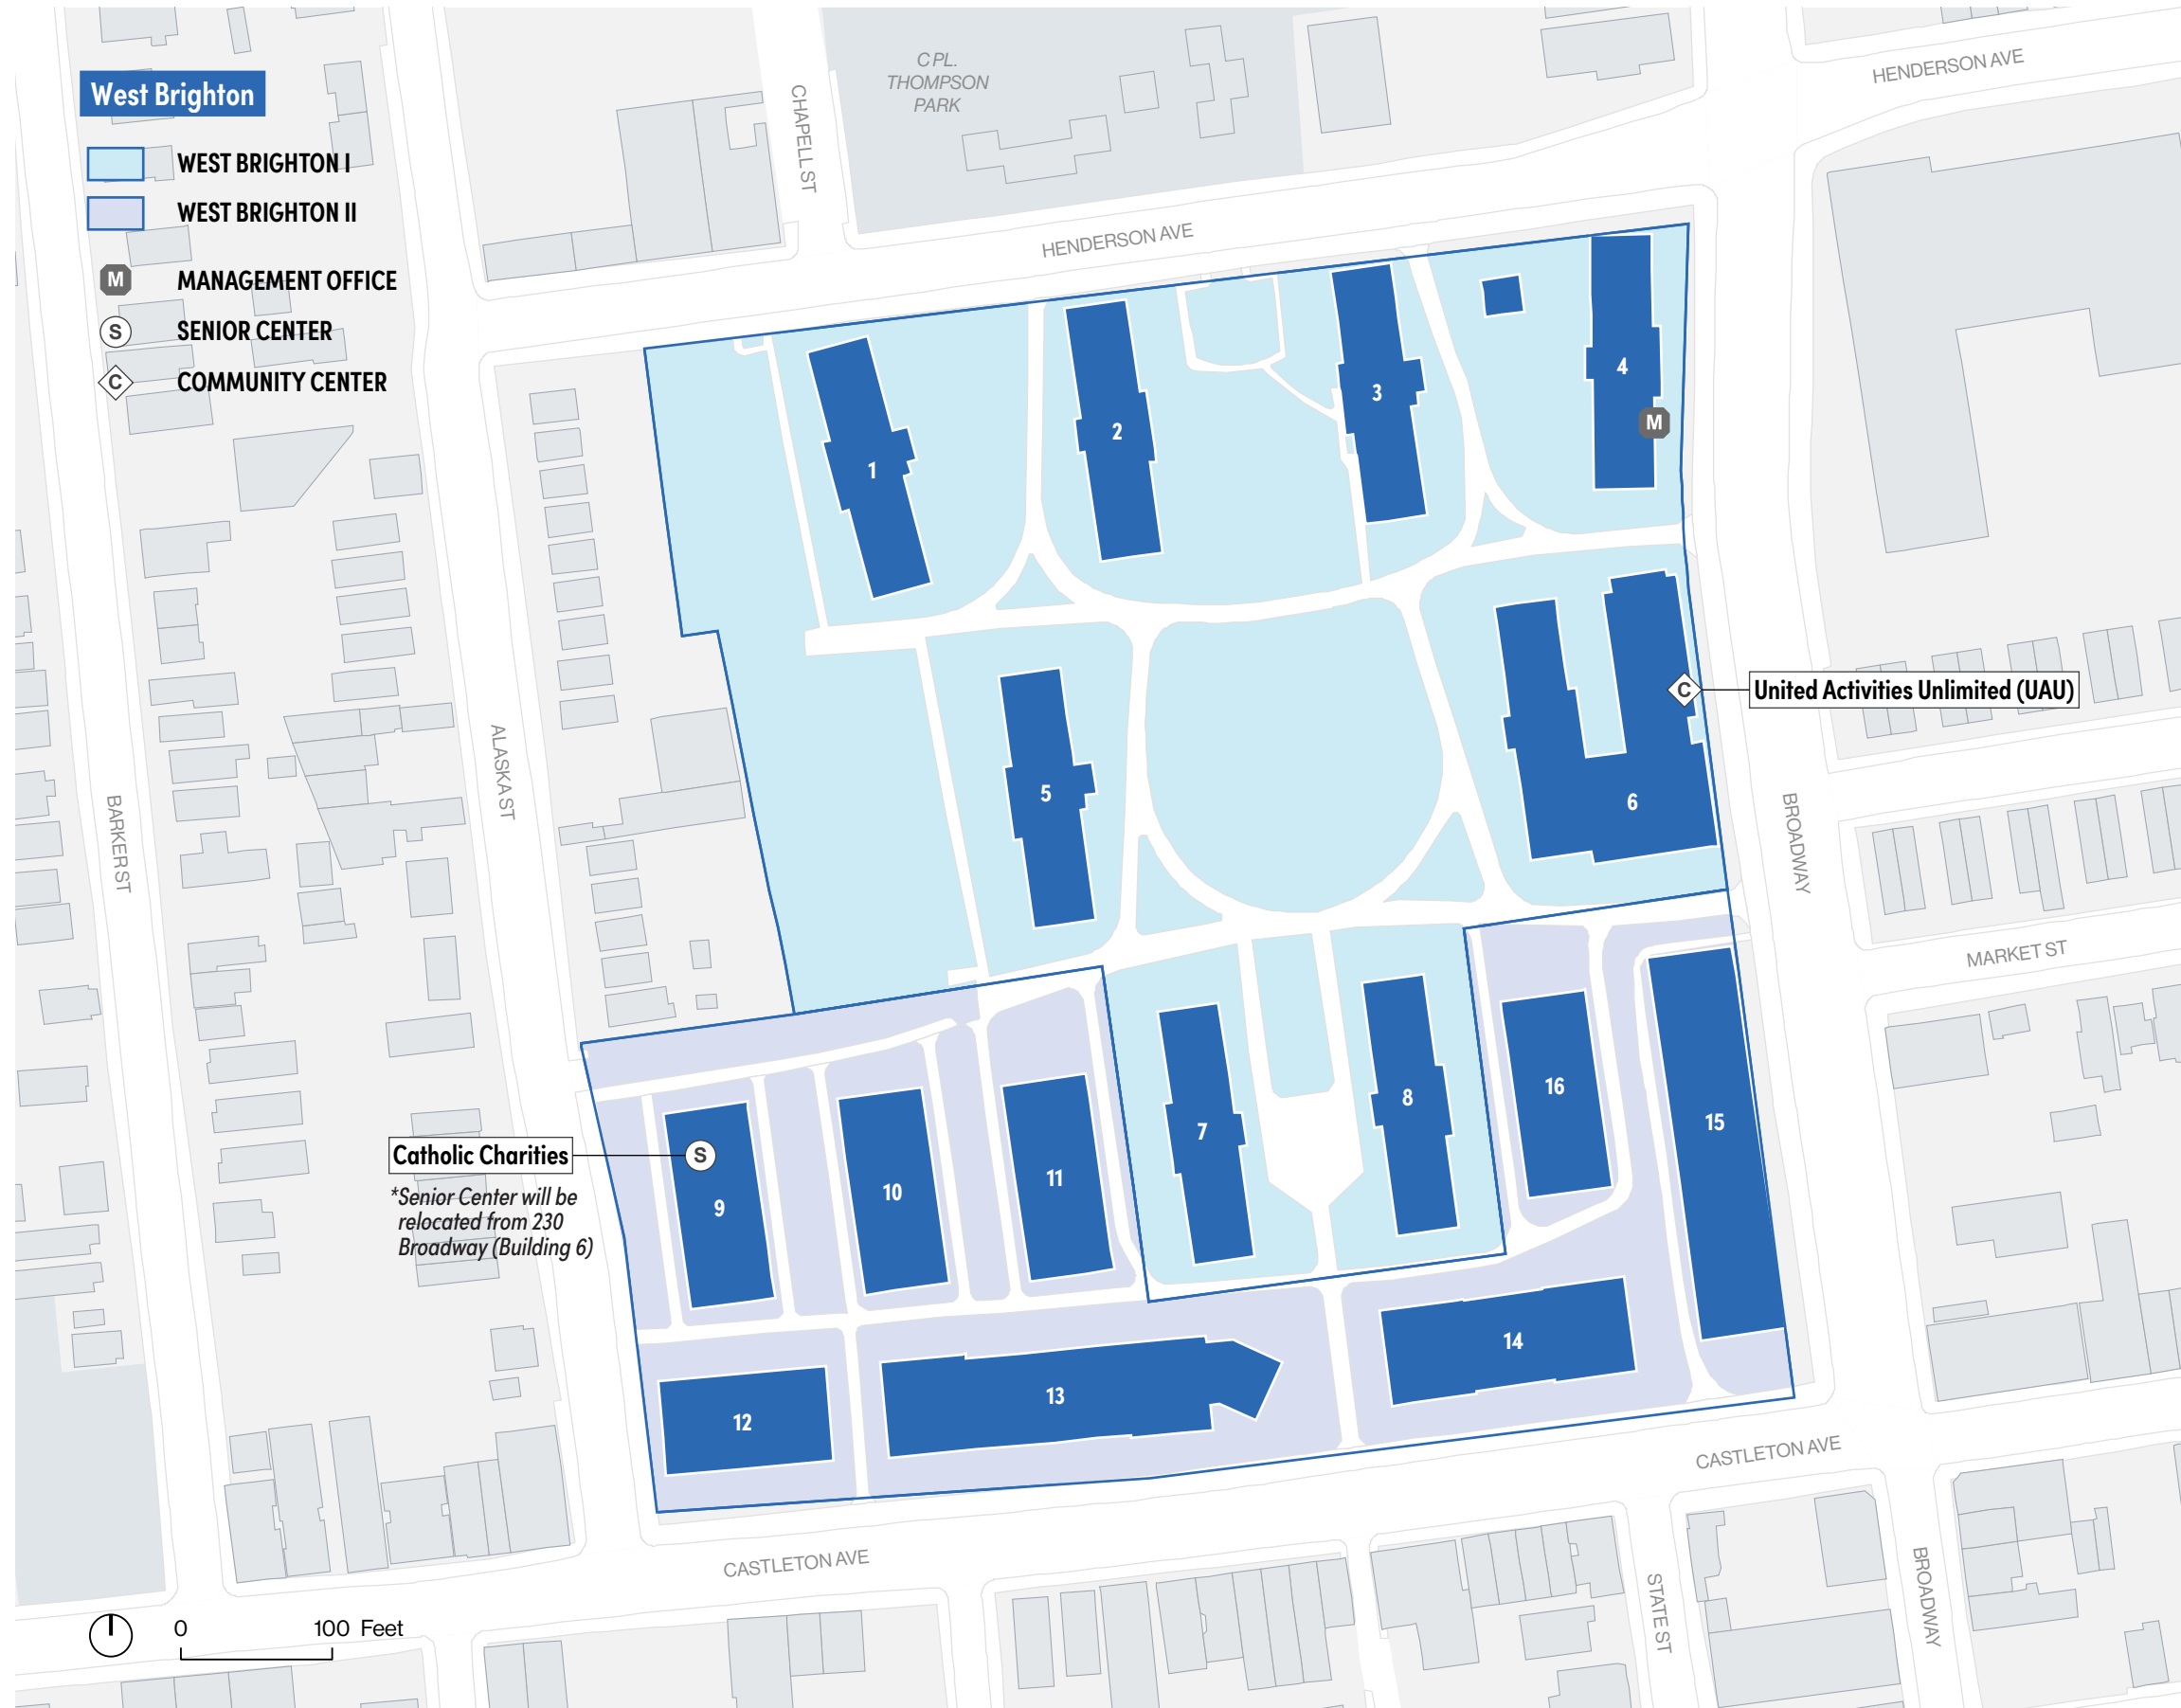 West Brighton
WEST BRIGHTON I
WEST BRIGHTON II
M
MANAGEMENT OFFICE
S
SENIOR CENTER
C
COMMUNITY CENTER
CPL.
THOMPSON
PARK
CHAPELL ST
HENDERSON AVE
HENDERSON AVE
1
2
3
4
M
5
6
C
United Activities Unlimited (UAU)
BARKER ST
ALASKA ST
BROADWAY
MARKET ST
7
8
16
15
Catholic Charities
S
*Senior Center will be
relocated from 230
Broadway (Building 6)
9
10
11
12
13
14
CASTLETON AVE
CASTLETON AVE
STATE ST
BROADWAY
0
100 Feet